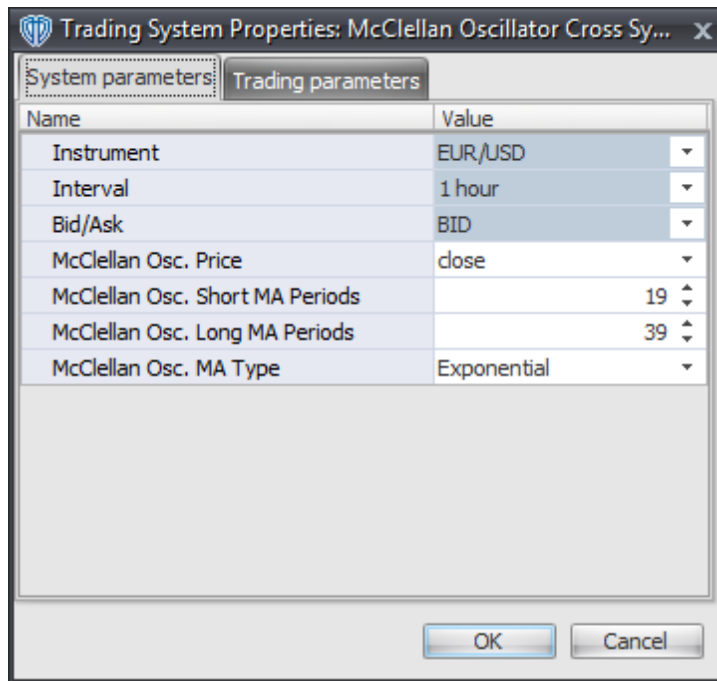 Trading System Properties: McClellan Oscillator Cross Sy...
System parameters Trading parameters
Name Value
Instrument EUR/USD
Interval 1 hour
Bid/Ask BID
McClellan Osc. Price close
McClellan Osc. Short MA Periods 19
McClellan Osc. Long MA Periods 39
McClellan Osc. MA Type Exponential
OK Cancel